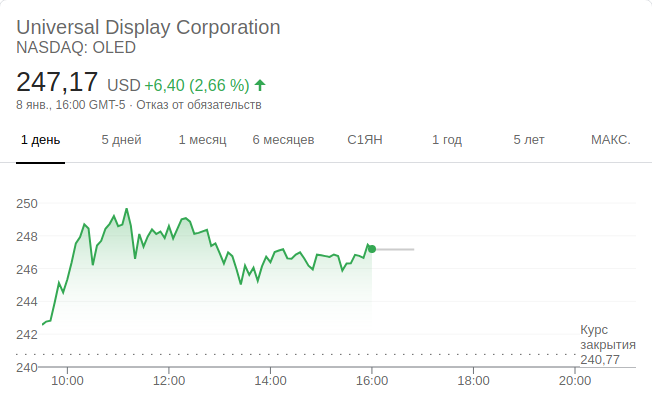 Universal Display Corporation
NASDAQ: OLED
247,17 USD +6,40 (2,66 %)
8 янв., 16:00 GMT-5 · Отказ от обязательств
1 день 5 дней 1 месяц 6 месяцев С1ЯН 1 год 5 лет МАКС.
250
248
246
244
242
240
Курс
закрытия
240,77
10:00 12:00 14:00 16:00 18:00 20:00